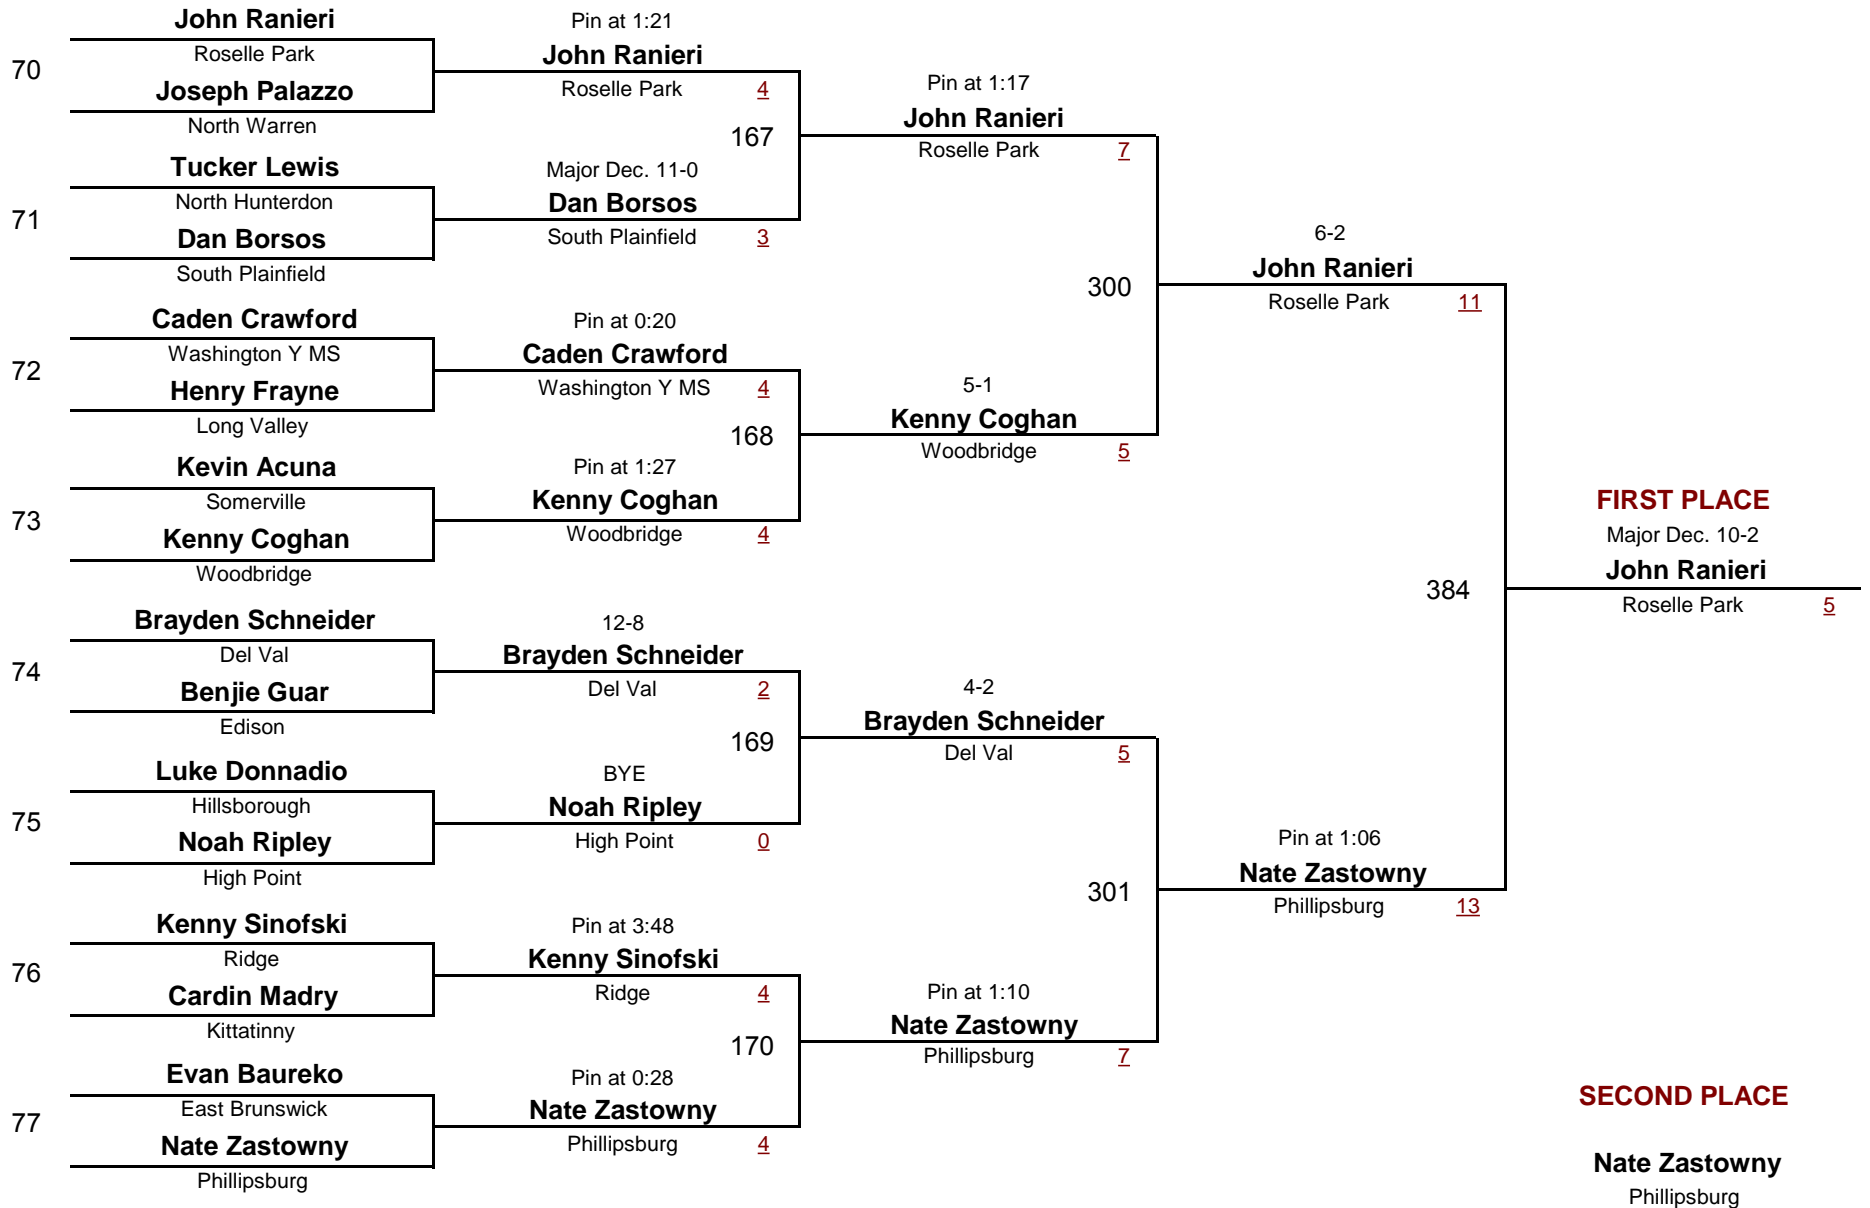 John Ranieri
Roselle Park
70
Joseph Palazzo
North Warren
Tucker Lewis
North Hunterdon
71
Dan Borsos
South Plainfield
Caden Crawford
Washington Y MS
72
Henry Frayne
Long Valley
Kevin Acuna
Somerville
73
Kenny Coghan
Woodbridge
Brayden Schneider
Del Val
74
Benjie Guar
Edison
Luke Donnadio
Hillsborough
75
Noah Ripley
High Point
Kenny Sinofski
Ridge
76
Cardin Madry
Kittatinny
Evan Baureko
East Brunswick
77
Nate Zastowny
Phillipsburg
Pin at 1:21
John Ranieri
Roselle Park 4
167
Major Dec. 11-0
Dan Borsos
South Plainfield 3
Pin at 0:20
Caden Crawford
Washington Y MS 4
168
Pin at 1:27
Kenny Coghan
Woodbridge 4
12-8
Brayden Schneider
Del Val 2
169
BYE
Noah Ripley
High Point 0
Pin at 3:48
Kenny Sinofski
Ridge 4
170
Pin at 0:28
Nate Zastowny
Phillipsburg 4
Pin at 1:17
John Ranieri
Roselle Park 7
300
5-1
Kenny Coghan
Woodbridge 5
4-2
Brayden Schneider
Del Val 5
301
Pin at 1:10
Nate Zastowny
Phillipsburg 7
6-2
John Ranieri
Roselle Park 11
384
Pin at 1:06
Nate Zastowny
Phillipsburg 13
FIRST PLACE
Major Dec. 10-2
John Ranieri
Roselle Park 5
SECOND PLACE
Nate Zastowny
Phillipsburg